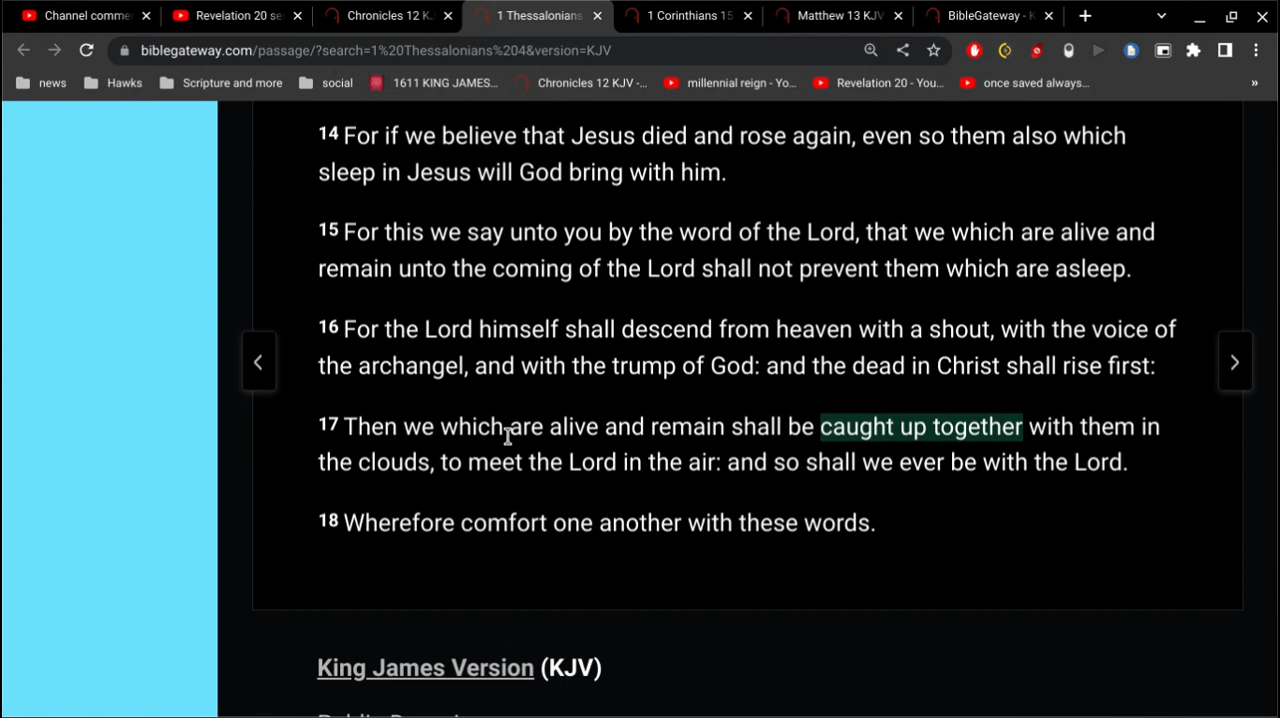 Channel comme
Revelation 20 se
Chronicles 12 K
1 Thessalonians
1 Corinthians 15
Matthew 13 KJV
BibleGateway - K
biblegateway.com/passage/?search=1%20Thessalonians%204&version=KJV
news
Hawks
Scripture and more
social
1611 KING JAMES...
Chronicles 12 KJV -...
millennial reign - Yo...
Revelation 20 - You...
once saved always...
»
14 For if we believe that Jesus died and rose again, even so them also which
sleep in Jesus will God bring with him.
15 For this we say unto you by the word of the Lord, that we which are alive and
remain unto the coming of the Lord shall not prevent them which are asleep.
16 For the Lord himself shall descend from heaven with a shout, with the voice of
the archangel, and with the trump of God: and the dead in Christ shall rise first:
17 Then we which are alive and remain shall be caught up together with them in
the clouds, to meet the Lord in the air: and so shall we ever be with the Lord.
18 Wherefore comfort one another with these words.
King James Version (KJV)